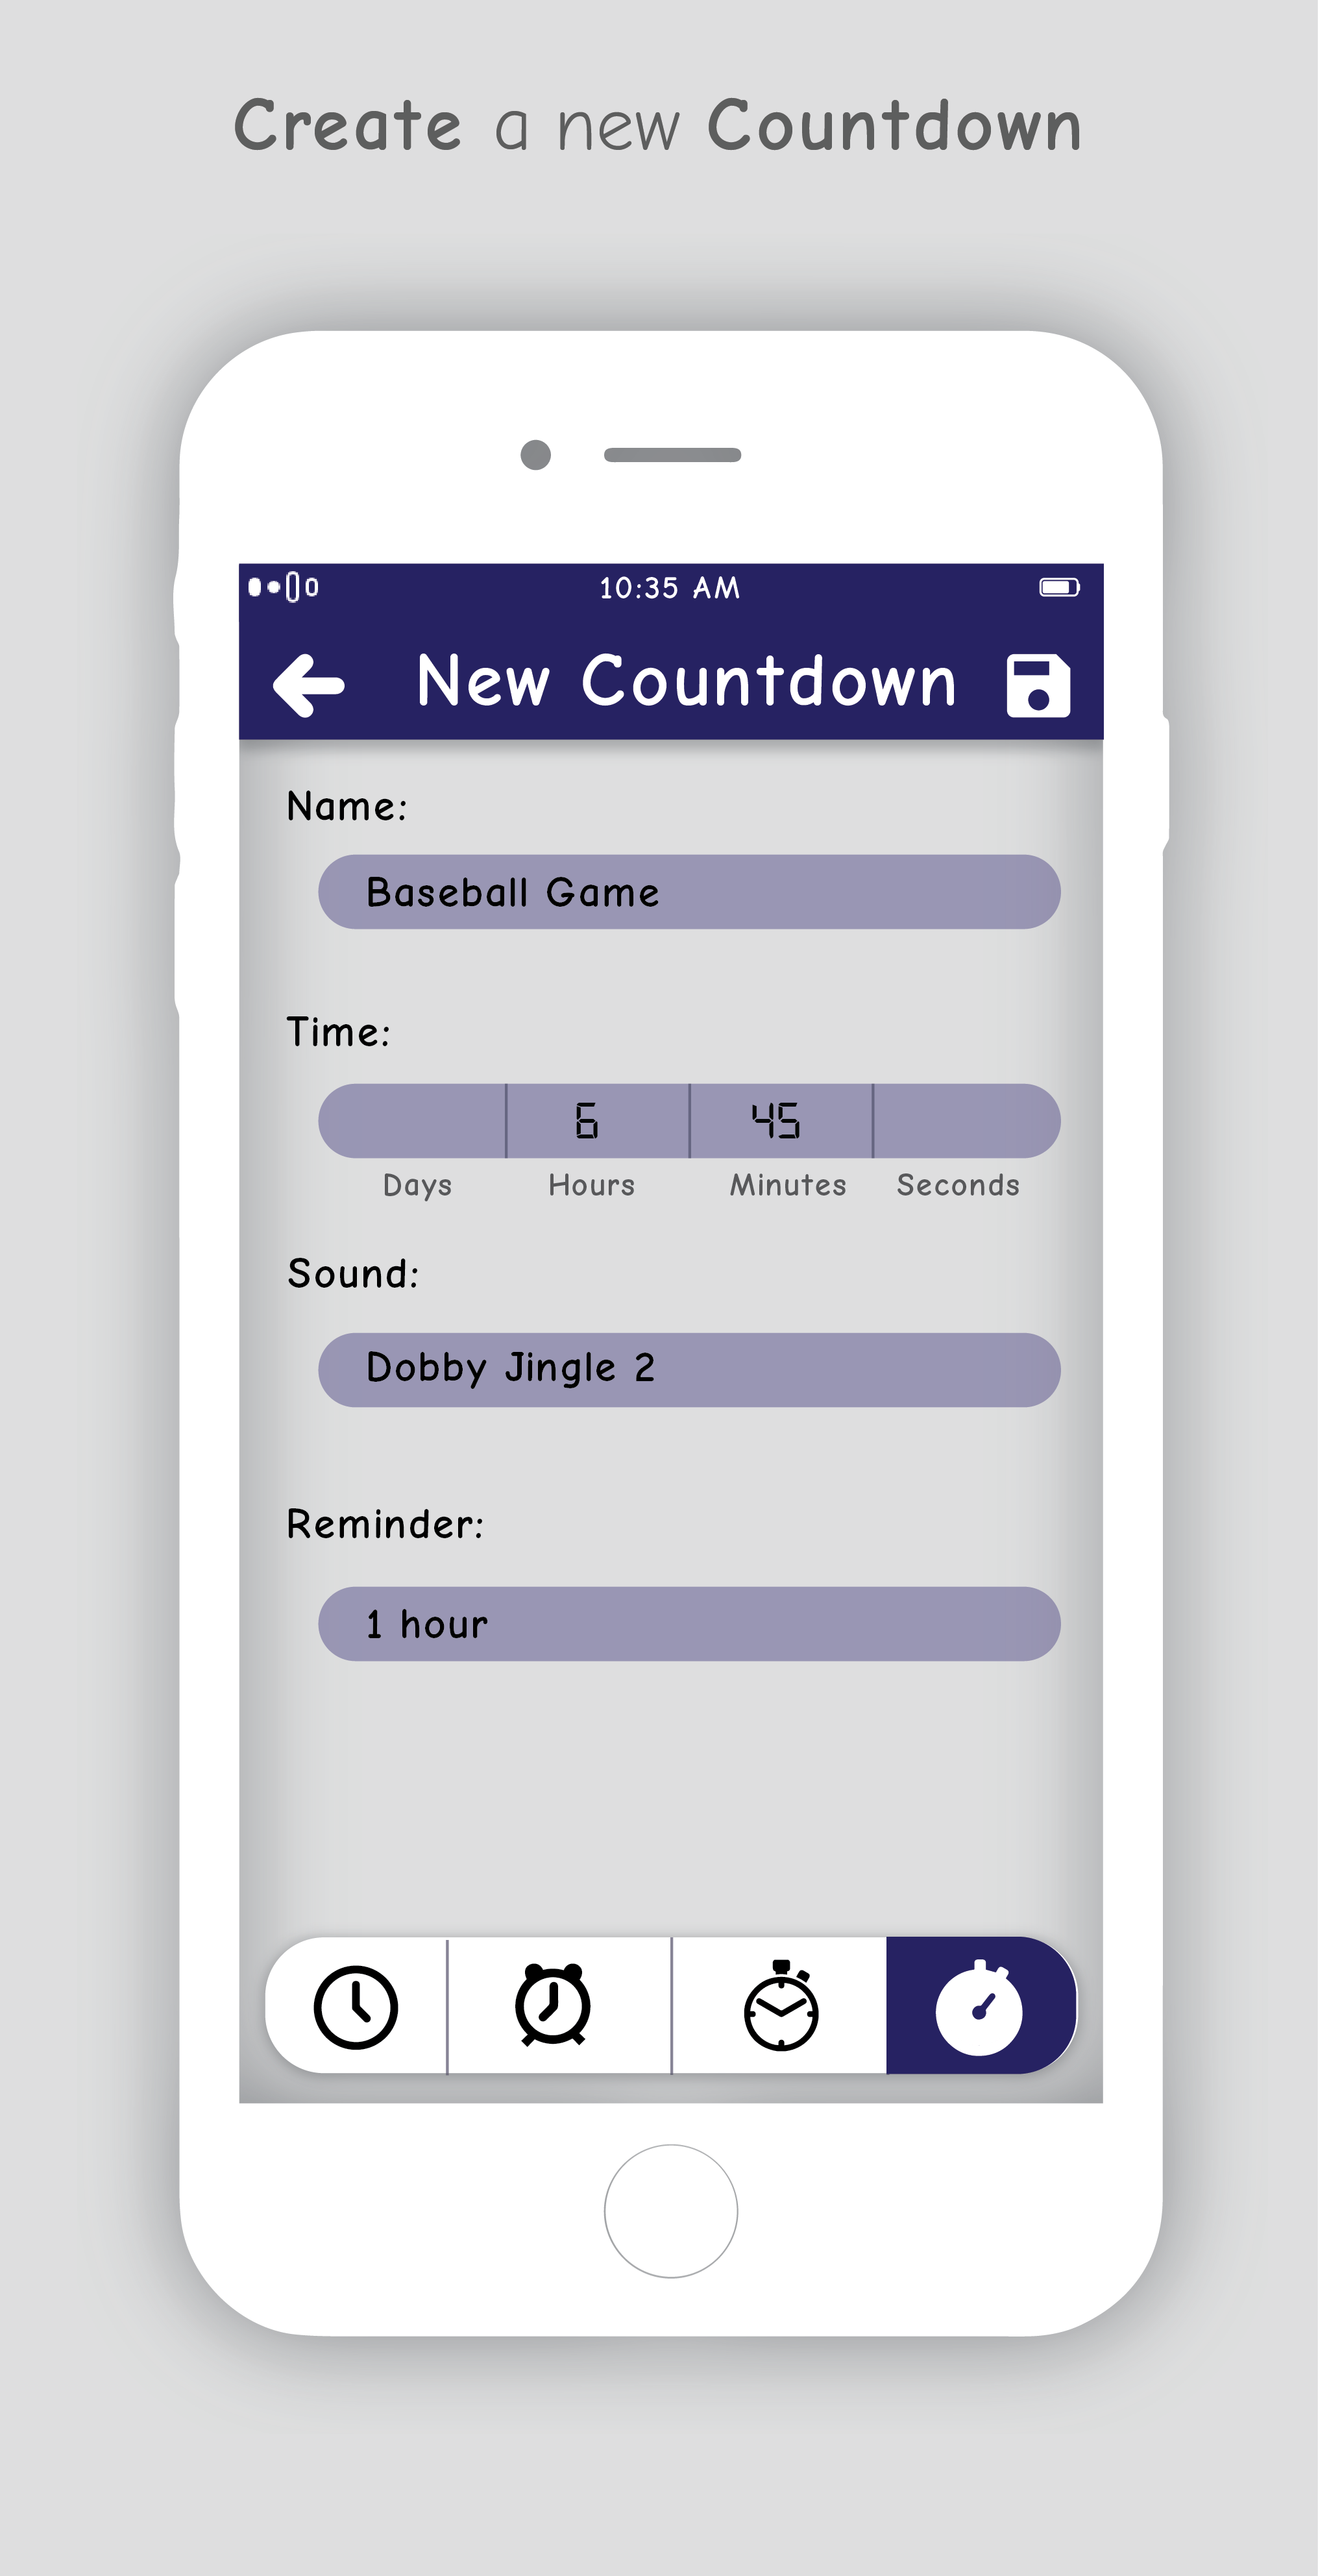 Create a new Countdown
10:35 AM
New Countdown
Name:
Baseball Game
Time:
6 45
Days Hours Minutes Seconds
Sound:
Dobby Jingle 2
Reminder:
1 hour